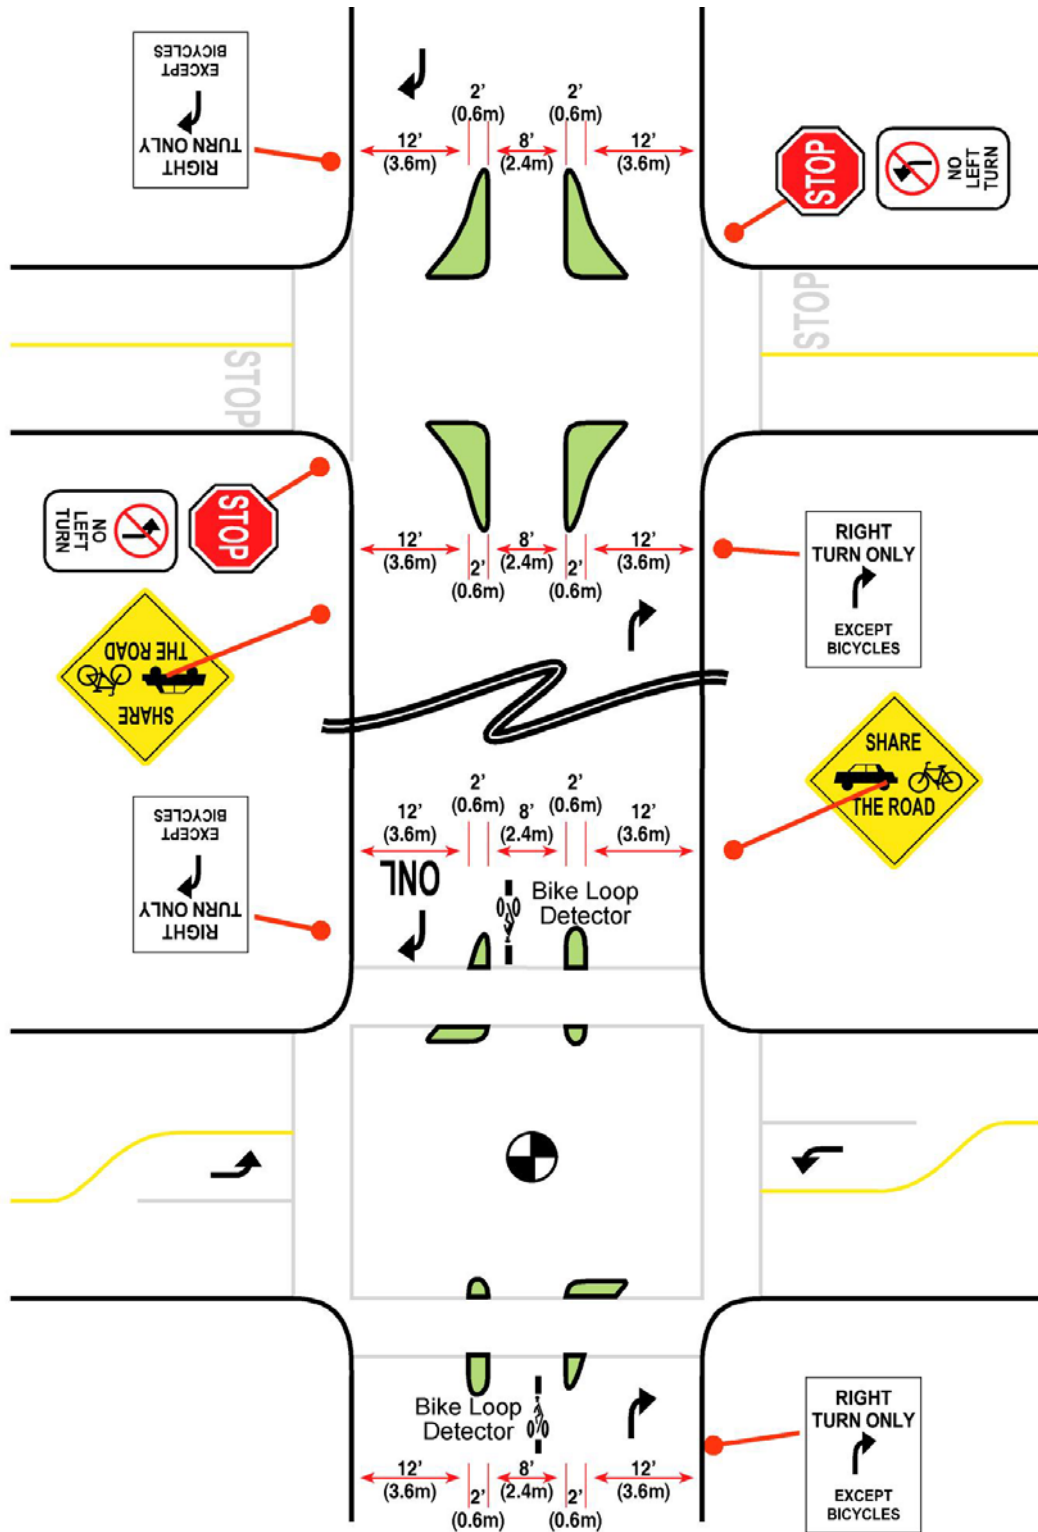 RIGHT
TURN ONLY
EXCEPT
BICYCLES
2'
(0.6m)
2'
(0.6m)
12'
(3.6m)
8'
(2.4m)
12'
(3.6m)
STOP
NO
LEFT
TURN
STOP
STOP
STOP
NO
LEFT
TURN
12'
(3.6m)
8'
(2.4m)
12'
(3.6m)
2'
(0.6m)
2'
(0.6m)
RIGHT
TURN ONLY
EXCEPT
BICYCLES
SHARE
THE ROAD
SHARE
THE ROAD
2'
(0.6m)
2'
(0.6m)
12'
(3.6m)
8'
(2.4m)
12'
(3.6m)
RIGHT
TURN ONLY
EXCEPT
BICYCLES
ONL
Bike Loop
Detector
Bike Loop
Detector
RIGHT
TURN ONLY
EXCEPT
BICYCLES
12'
(3.6m)
8'
(2.4m)
12'
(3.6m)
2'
(0.6m)
2'
(0.6m)